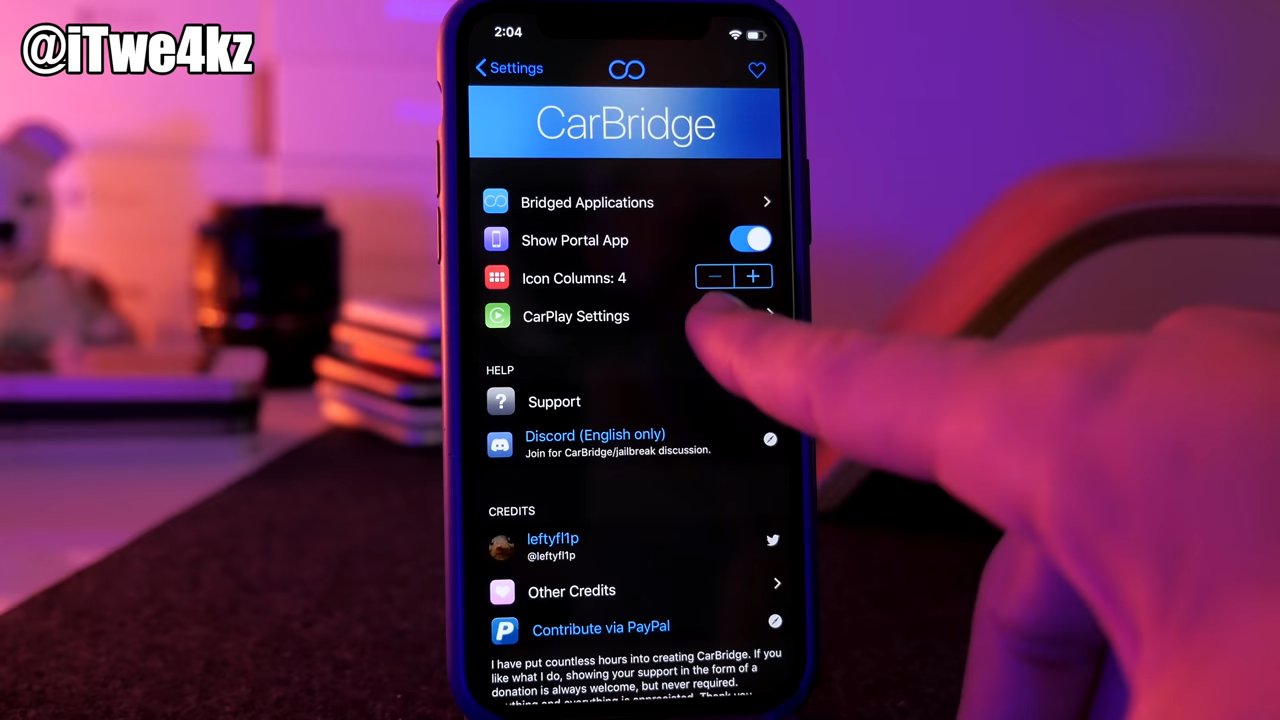 @iTwe4kz
2:04
Settings
CarBridge
Bridged Applications
Show Portal App
Icon Columns: 4
CarPlay Settings
HELP
Support
Discord (English only)
Join for CarBridge/jailbreak discussion.
CREDITS
leftyfl1p
@leftyfl1p
Other Credits
Contribute via PayPal
I have put countless hours into creating CarBridge. If you
like what I do, showing your support in the form of a
donation is always welcome, but never required.